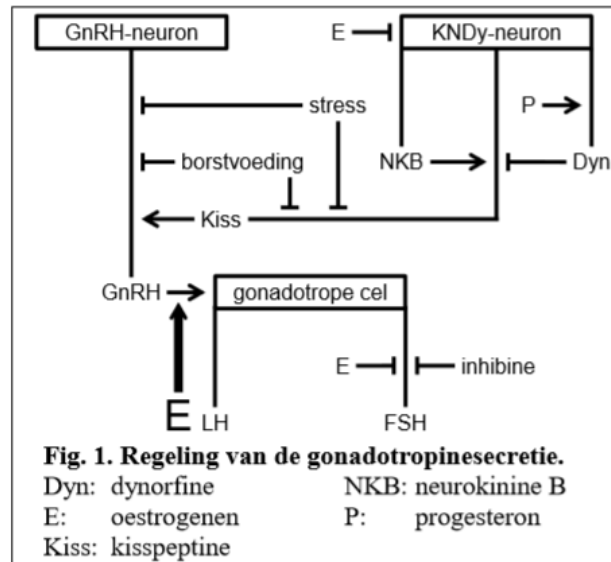 GnRH-neuron
E
KNDy-neuron
stress
P
borstvoeding
NKB
Dyn
Kiss
GnRH
gonadotrope cel
E
inhibine
E
LH
FSH
Fig. 1. Regeling van de gonadotropinesecretie.
Dyn: dynorfine NKB: neurokinine B
E: oestrogenen P: progesteron
Kiss: kisspeptine